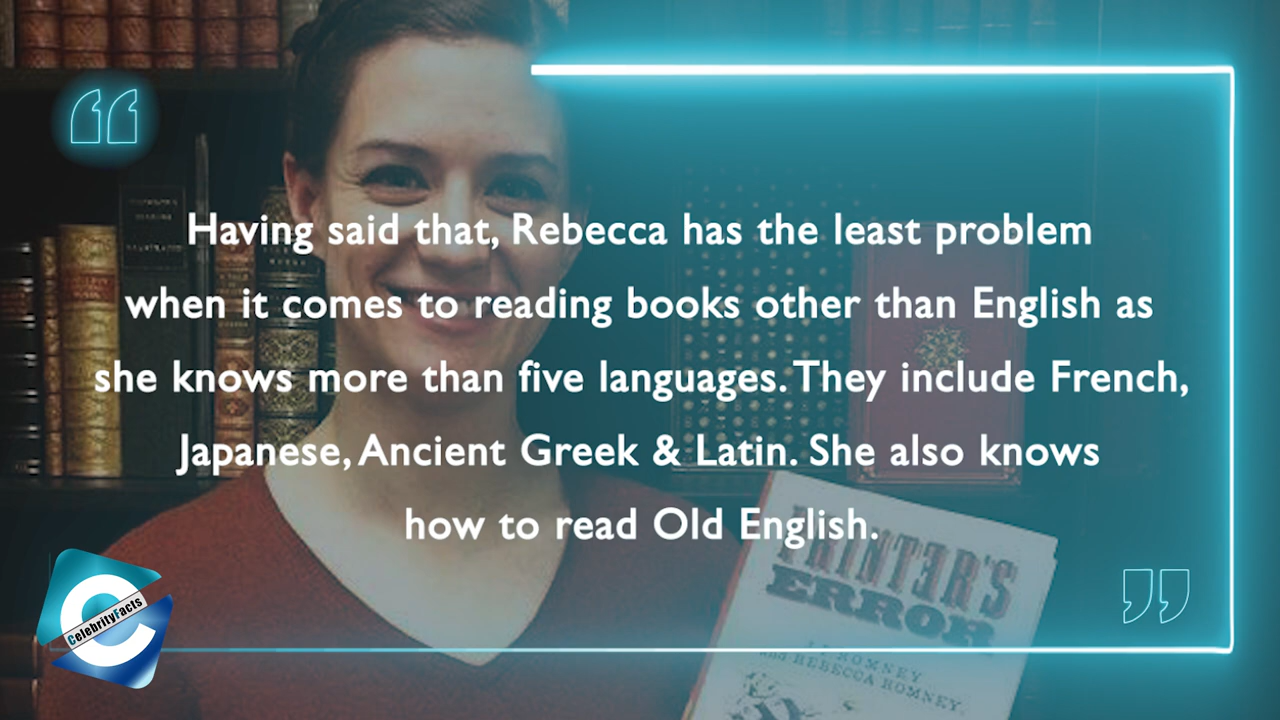 Having said that, Rebecca has the least problem
when it comes to reading books other than English as
she knows more than five languages. They include French,
Japanese, Ancient Greek & Latin. She also knows
how to read Old English.
CelebrityFacts
PRINTER'S
ERROR
ROMNEY
and REBECCA ROMNEY